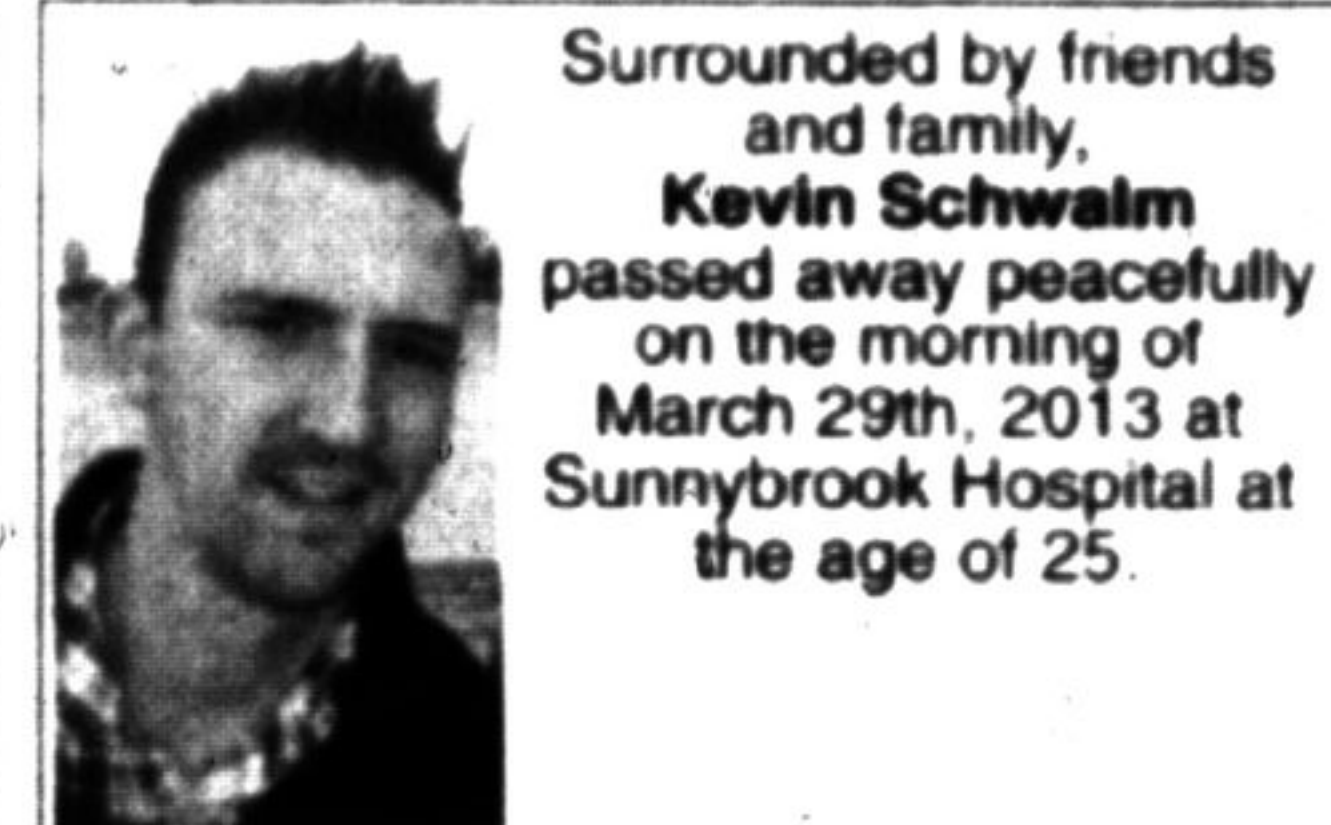 Surrounded by friends
and family,
Kevin Schwalm
passed away peacefully
on the morning of
March 29th, 2013 at
Sunnybrook Hospital at
the age of 25.